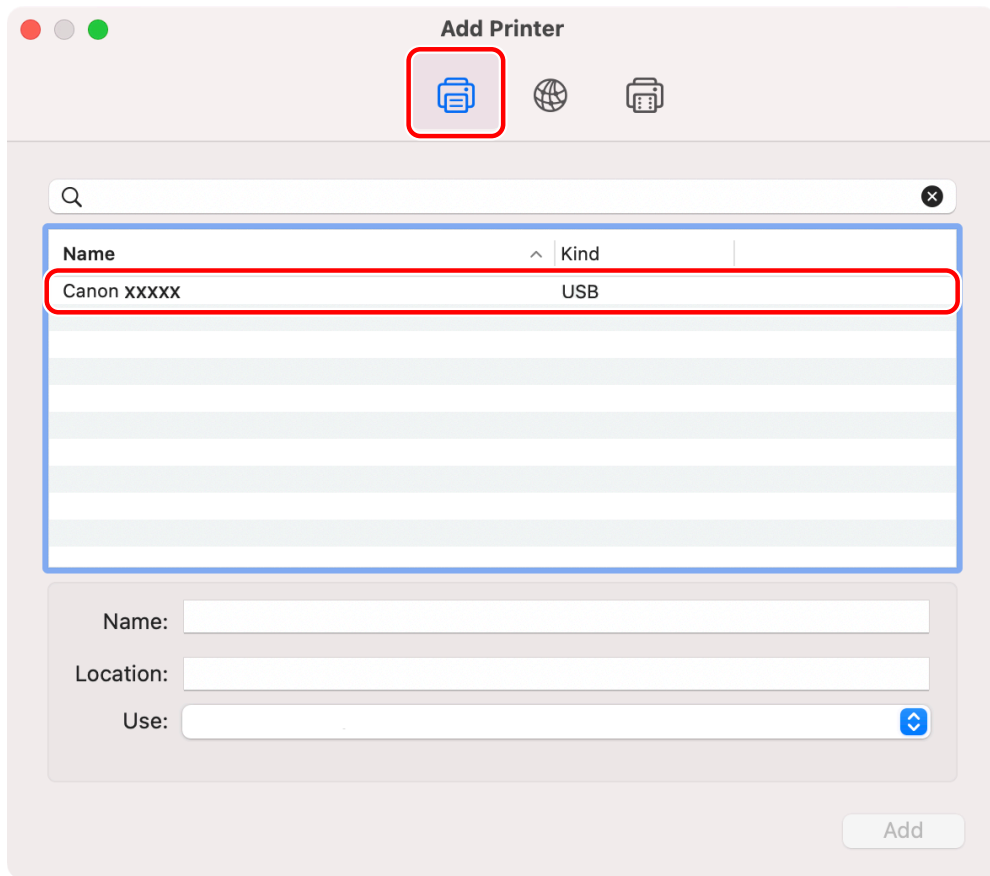 Add Printer
Name Kind
Canon xxxxx USB
Name:
Location:
Use:
Add